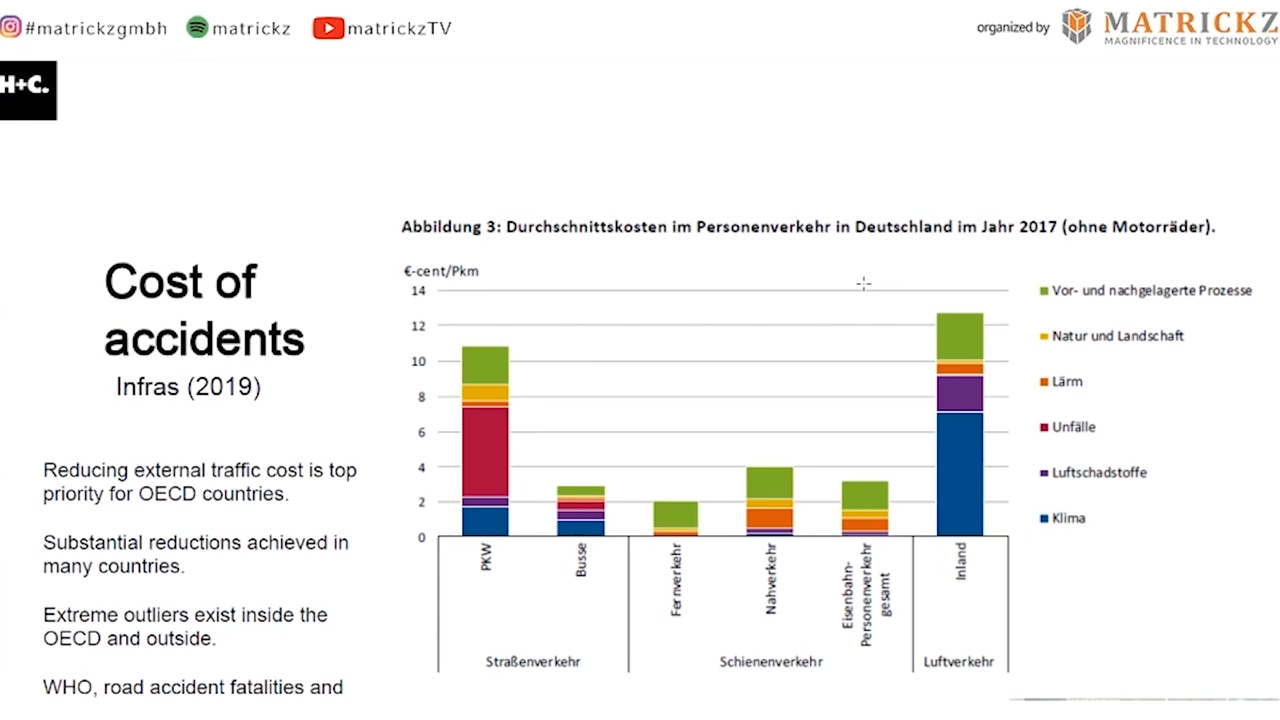 #matrickzgmbh
matrickz
matrickzTV
organized by
MATRICKZ
MAGNIFICENCE IN TECHNOLOGY
H+C.
Cost of
accidents
Infras (2019)
Reducing external traffic cost is top
priority for OECD countries.
Substantial reductions achieved in
many countries.
Extreme outliers exist inside the
OECD and outside.
WHO, road accident fatalities and
Abbildung 3: Durchschnittskosten im Personenverkehr in Deutschland im Jahr 2017 (ohne Motorräder).
€-cent/Pkm
14
12
10
8
6
4
2
0
PKW
Busse
Fernverkehr
Nahverkehr
Eisenbahn-
Personenverkehr
gesamt
Inland
Straßenverkehr
Schienenverkehr
Luftverkehr
Vor- und nachgelagerte Prozesse
Natur und Landschaft
Lärm
Unfälle
Luftschadstoffe
Klima